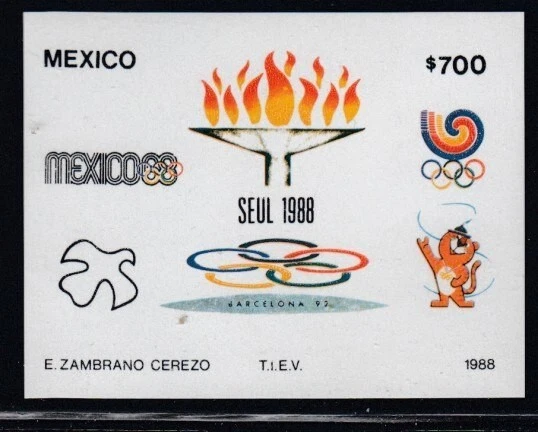 MEXICO
$700
MEXICO68
SEUL 1988
BARCELONA 92
E. ZAMBRANO CEREZO
T.I.E.V.
1988